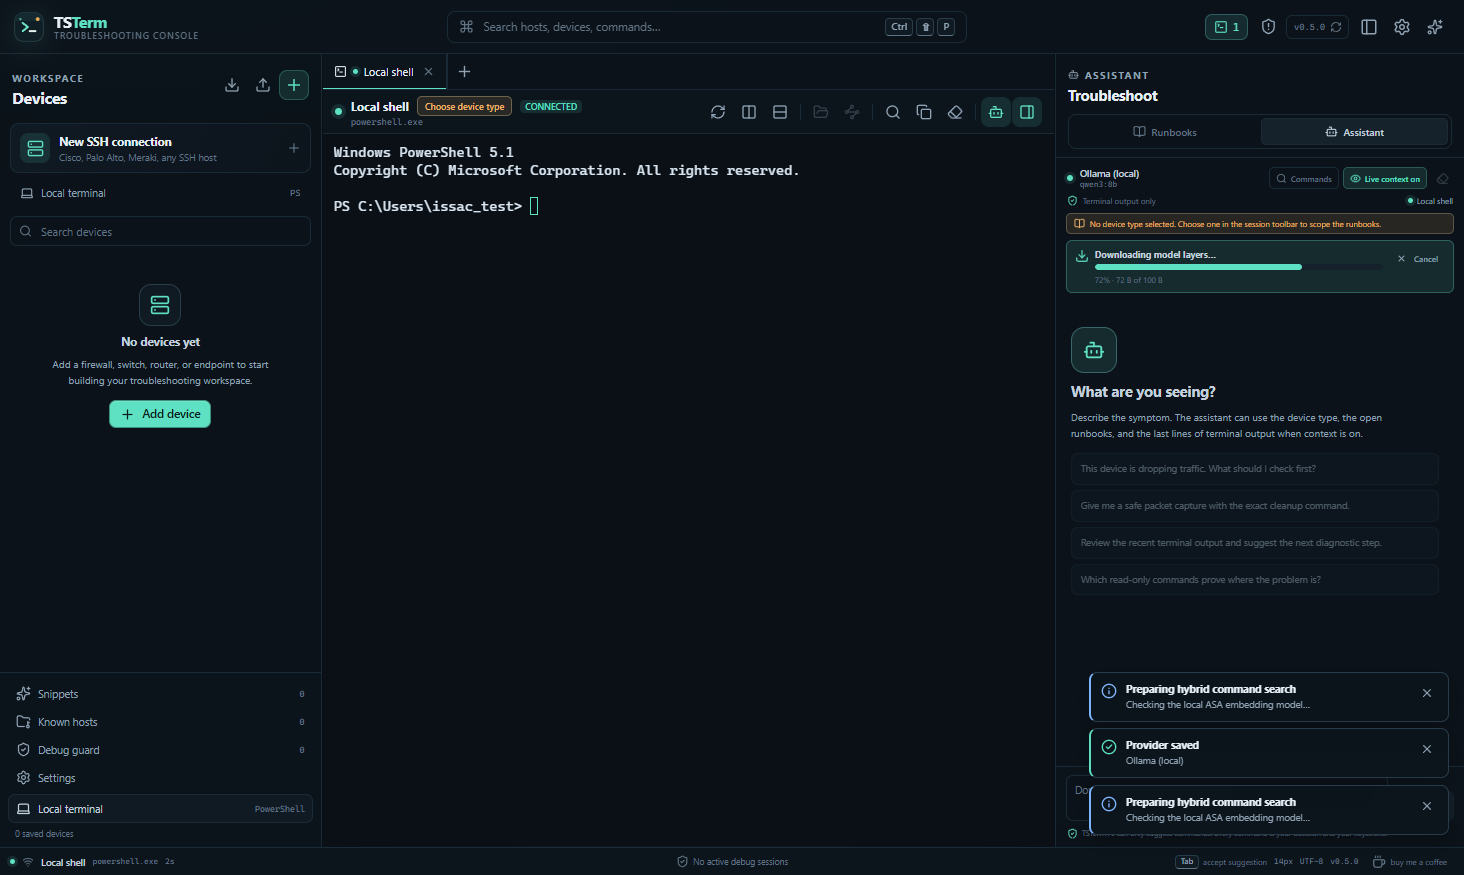 TSTerm
TROUBLESHOOTING CONSOLE
Search hosts, devices, commands...
Ctrl
P
1
v0.5.0
WORKSPACE
Devices
New SSH connection
Cisco, Palo Alto, Meraki, any SSH host
Local terminal
PS
Search devices
No devices yet
Add a firewall, switch, router, or endpoint to start
building your troubleshooting workspace.
Add device
Snippets 0
Known hosts 0
Debug guard 0
Settings
Local terminal PowerShell
0 saved devices
Local shell
Local shell
Choose device type
CONNECTED
powershell.exe
Windows PowerShell 5.1
Copyright (C) Microsoft Corporation. All rights reserved.
PS C:\Users\issac_test>
ASSISTANT
Troubleshoot
Runbooks
Assistant
Ollama (local)
qwen3:8b
Commands
Live context on
Terminal output only
Local shell
No device type selected. Choose one in the session toolbar to scope the runbooks.
Downloading model layers...
Cancel
72% · 72 B of 100 B
What are you seeing?
Describe the symptom. The assistant can use the device type, the open
runbooks, and the last lines of terminal output when context is on.
This device is dropping traffic. What should I check first?
Give me a safe packet capture with the exact cleanup command.
Review the recent terminal output and suggest the next diagnostic step.
Which read-only commands prove where the problem is?
Preparing hybrid command search
Checking the local ASA embedding model...
Provider saved
Ollama (local)
Preparing hybrid command search
Checking the local ASA embedding model...
Local shell powershell.exe 2s
No active debug sessions
Tab accept suggestion 14px UTF-8 v0.5.0 buy me a coffee